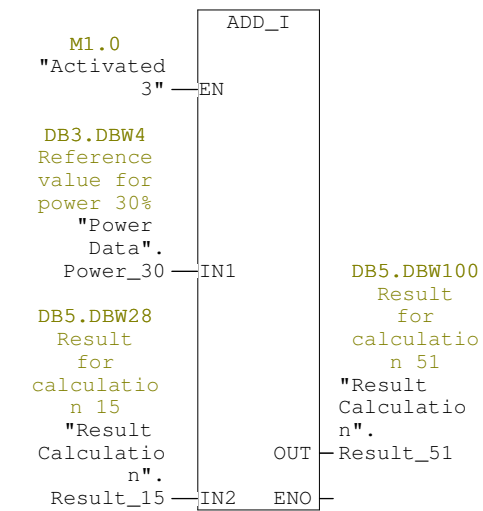 ADD_I
M1.0
"Activated
3"
EN
DB3.DBW4
Reference
value for
power 30%
"Power
Data".
Power_30
IN1
DB5.DBW28
Result
for
calculatio
n 15
"Result
Calculatio
n".
Result_15
IN2
DB5.DBW100
Result
for
calculatio
n 51
"Result
Calculatio
n".
OUT
Result_51
ENO